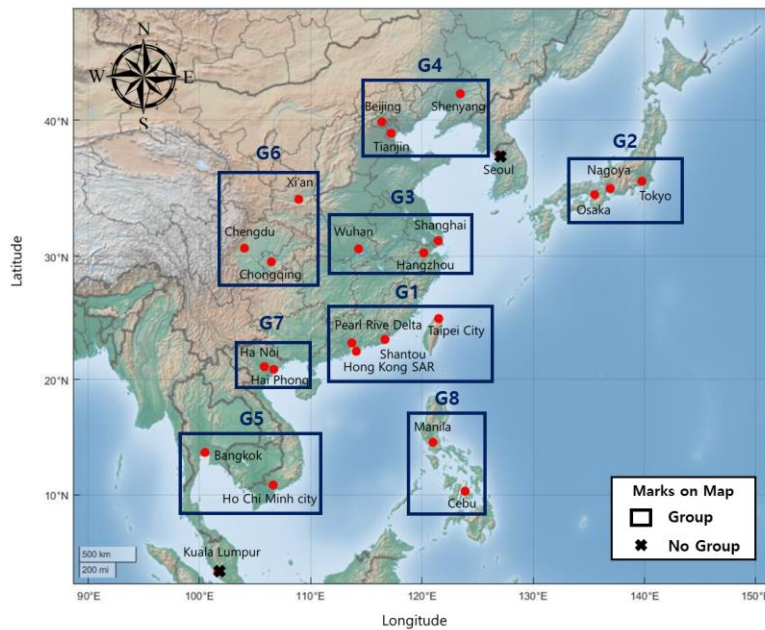 N
W E
S
G4
Beijing Shenyang
Tianjin
40°N
Seoul
G2
Nagoya
Osaka Tokyo
G6
Xi'an
Chengdu
Chongqing
G3
Wuhan Shanghai
Hangzhou
30°N
Latitude
G1
Pearl Rive Delta Taipei City
Shantou
Hong Kong SAR
G7
Ha Noi
Hai Phong
20°N
G5
Bangkok
Ho Chi Minh city
G8
Manila
Cebu
10°N
Kuala Lumpur
500 km
200 mi
Marks on Map
Group
No Group
90°E 100°E 110°E 120°E 130°E 140°E 150°E
Longitude